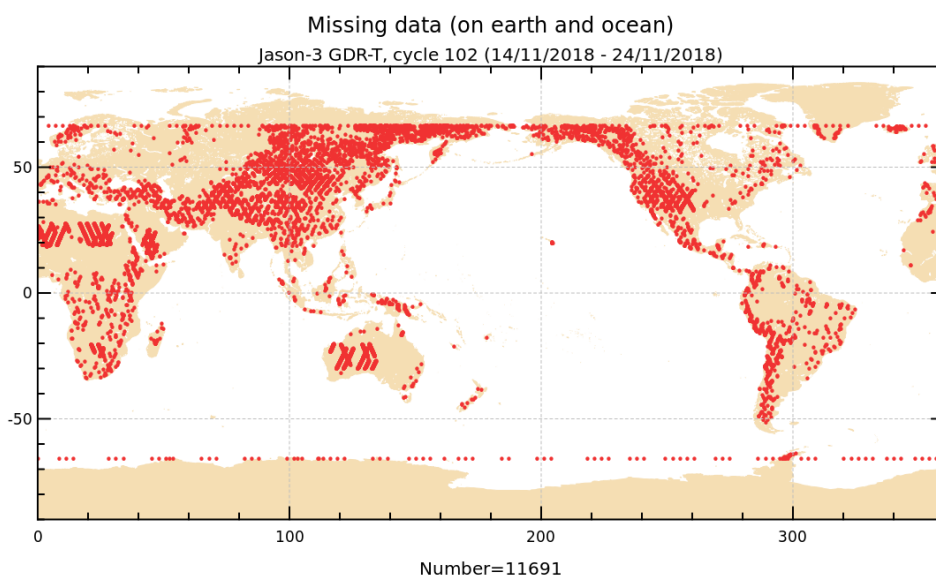 Missing data (on earth and ocean)
Jason-3 GDR-T, cycle 102 (14/11/2018 - 24/11/2018)
50
0
-50
0 100 200 300
Number=11691